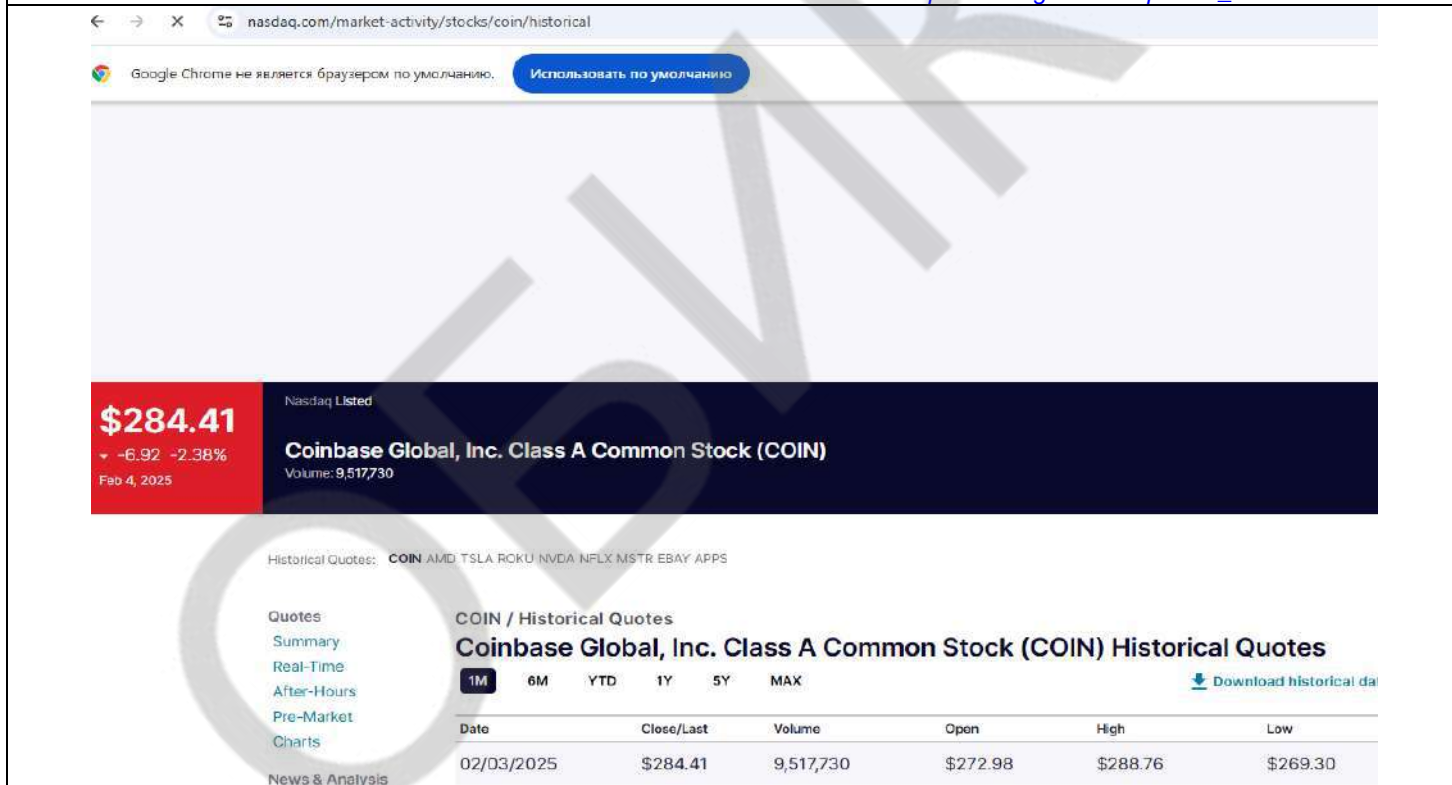 nasdaq.com/market-activity/stocks/coin/historical
Google Chrome не является браузером по умолчанию. Использовать по умолчанию
$284.41
-6.92 -2.38%
Feb 4, 2025
Nasdaq Listed
Coinbase Global, Inc. Class A Common Stock (COIN)
Volume: 9,517,730
Historical Quotes: COIN AMD TSLA ROKU NVDA NFLX MSTR EBAY APPS
Quotes
Summary
Real-Time
After-Hours
Pre-Market
Charts
News & Analysis
COIN / Historical Quotes
Coinbase Global, Inc. Class A Common Stock (COIN) Historical Quotes
1M 6M YTD 1Y 5Y MAX Download historical da
Date Close/Last Volume Open High Low
02/03/2025 $284.41 9,517,730 $272.98 $288.76 $269.30
ОБИК